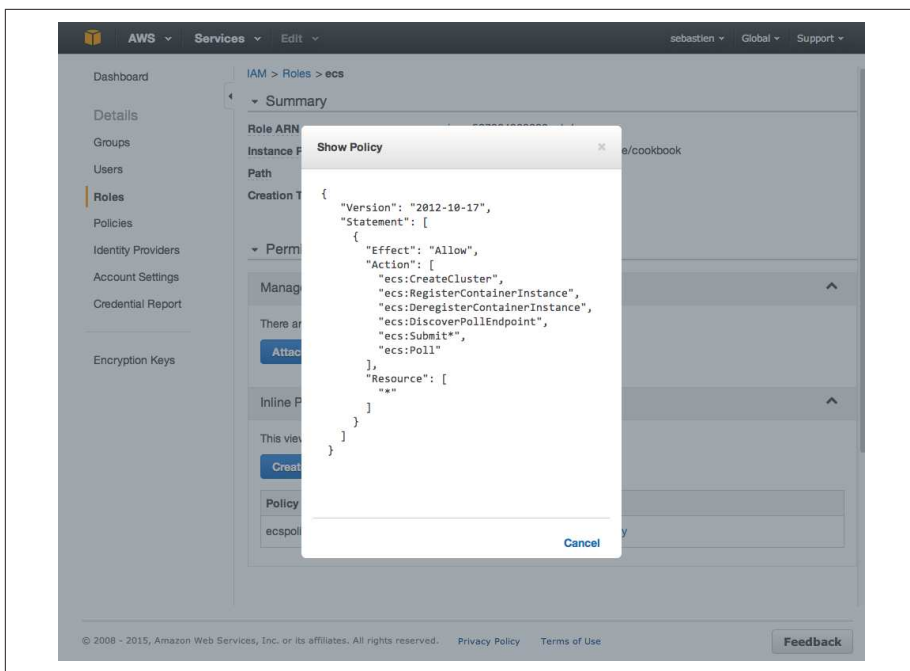 AWS Services Edit sebastien Global Support
Dashboard
Details
Groups
Users
Roles
Policies
Identity Providers
Account Settings
Credential Report
Encryption Keys
IAM > Roles > ecs
Summary
Role ARN
Instance P
e/cookbook
Path
Creation T
Permi
Manag
There ar
Attac
Inline P
This view
Creat
Policy
ecspoli
y
Show Policy
{
"Version": "2012-10-17",
"Statement": [
{
"Effect": "Allow",
"Action": [
"ecs:CreateCluster",
"ecs:RegisterContainerInstance",
"ecs:DeregisterContainerInstance",
"ecs:DiscoverPollEndpoint",
"ecs:Submit*",
"ecs:Poll"
],
"Resource": [
"*"
]
}
]
}
Cancel
© 2008 - 2015, Amazon Web Services, Inc. or its affiliates. All rights reserved. Privacy Policy Terms of Use
Feedback